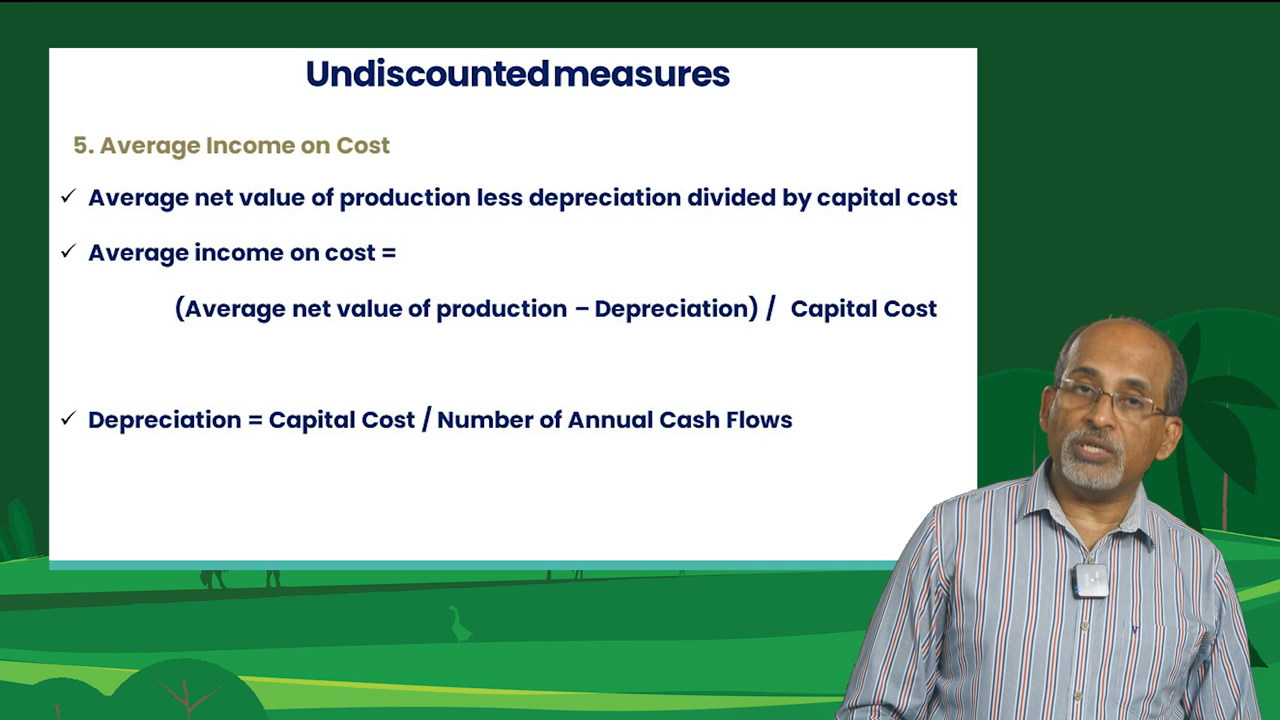 Undiscounted measures
5. Average Income on Cost
✓ Average net value of production less depreciation divided by capital cost
✓ Average income on cost =
(Average net value of production – Depreciation) / Capital Cost
✓ Depreciation = Capital Cost / Number of Annual Cash Flows